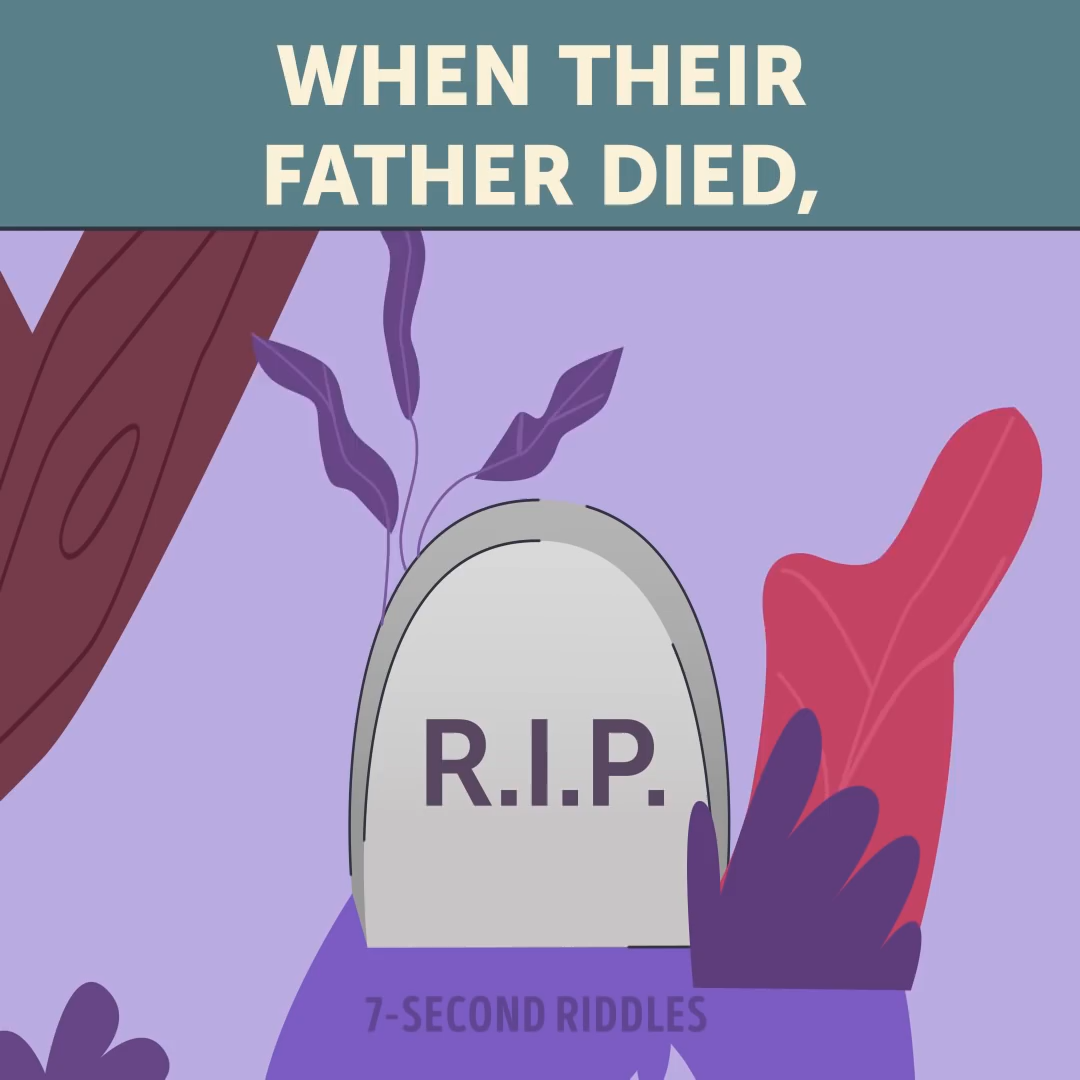 WHEN THEIR
FATHER DIED,
R.I.P.
7-SECOND RIDDLES